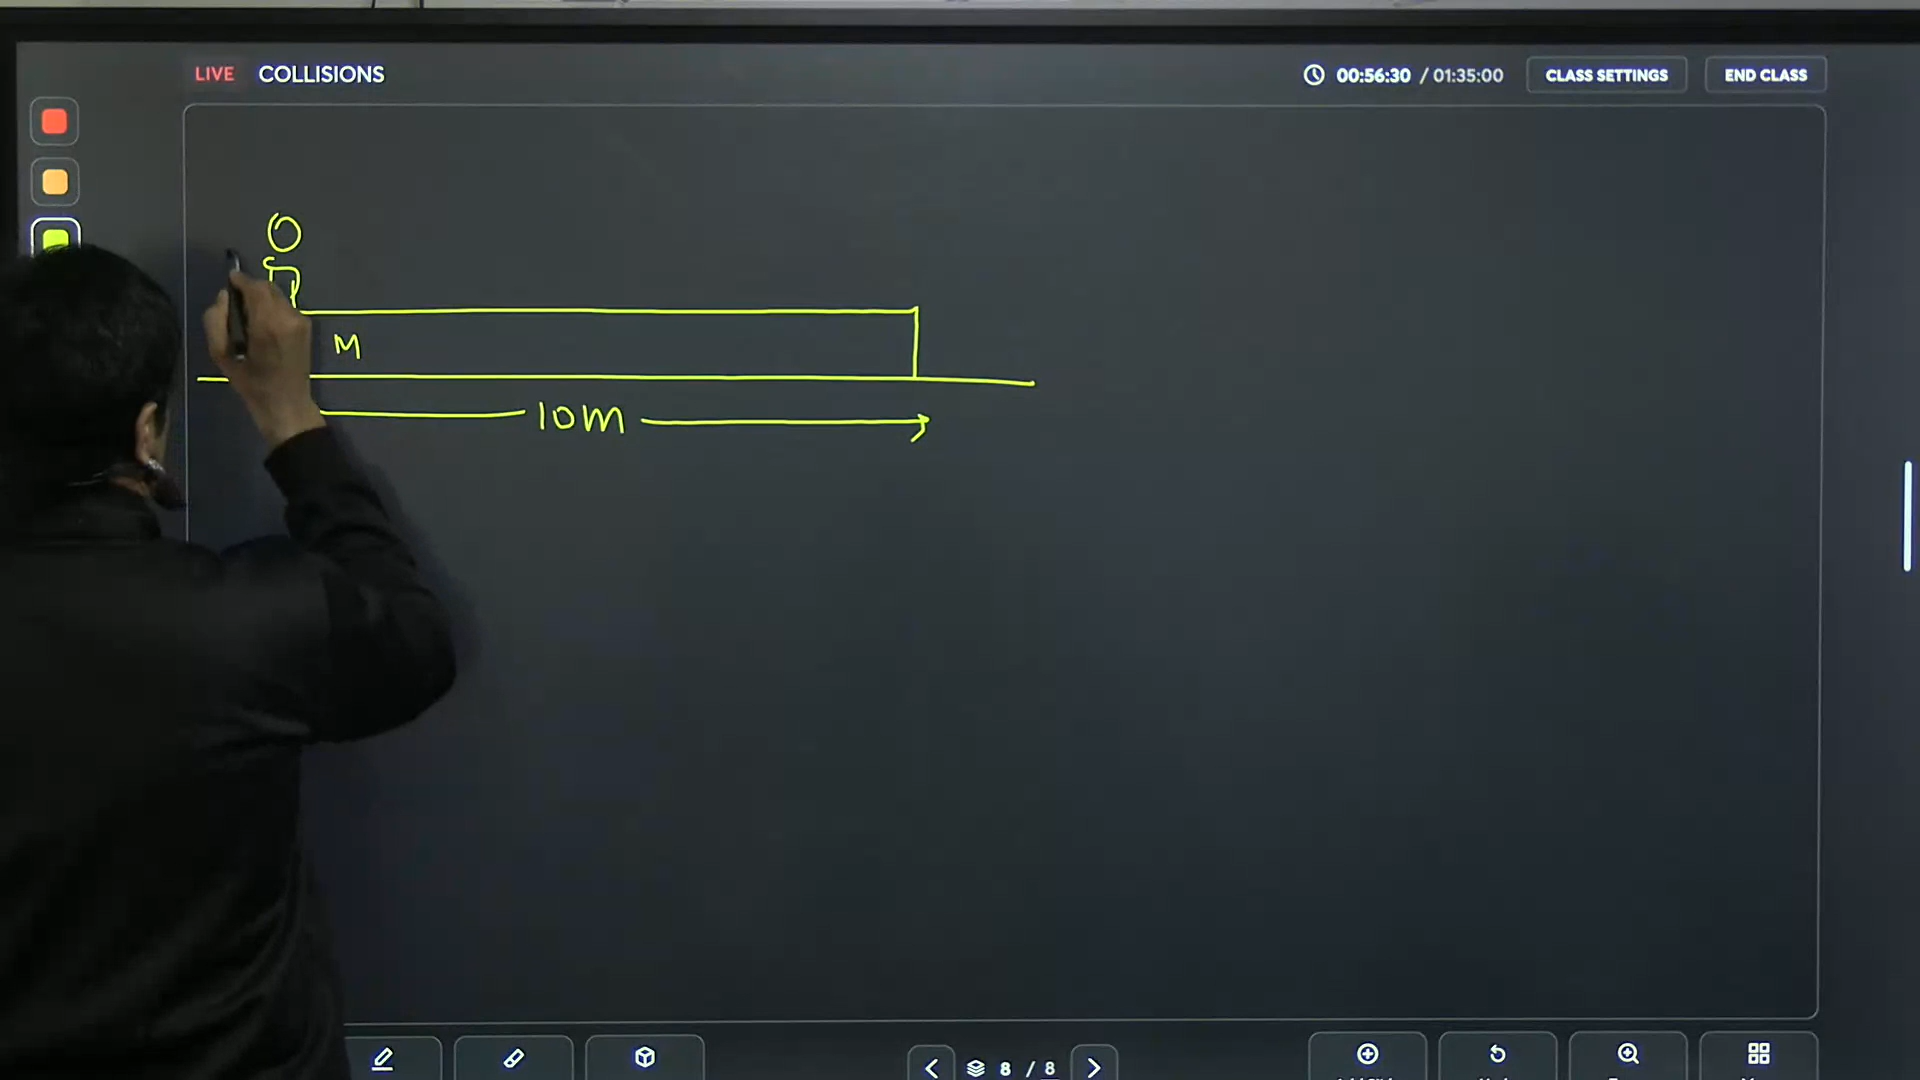 LIVE COLLISIONS 00:56:30 / 01:35:00 CLASS SETTINGS END CLASS
M
10m
8 / 8